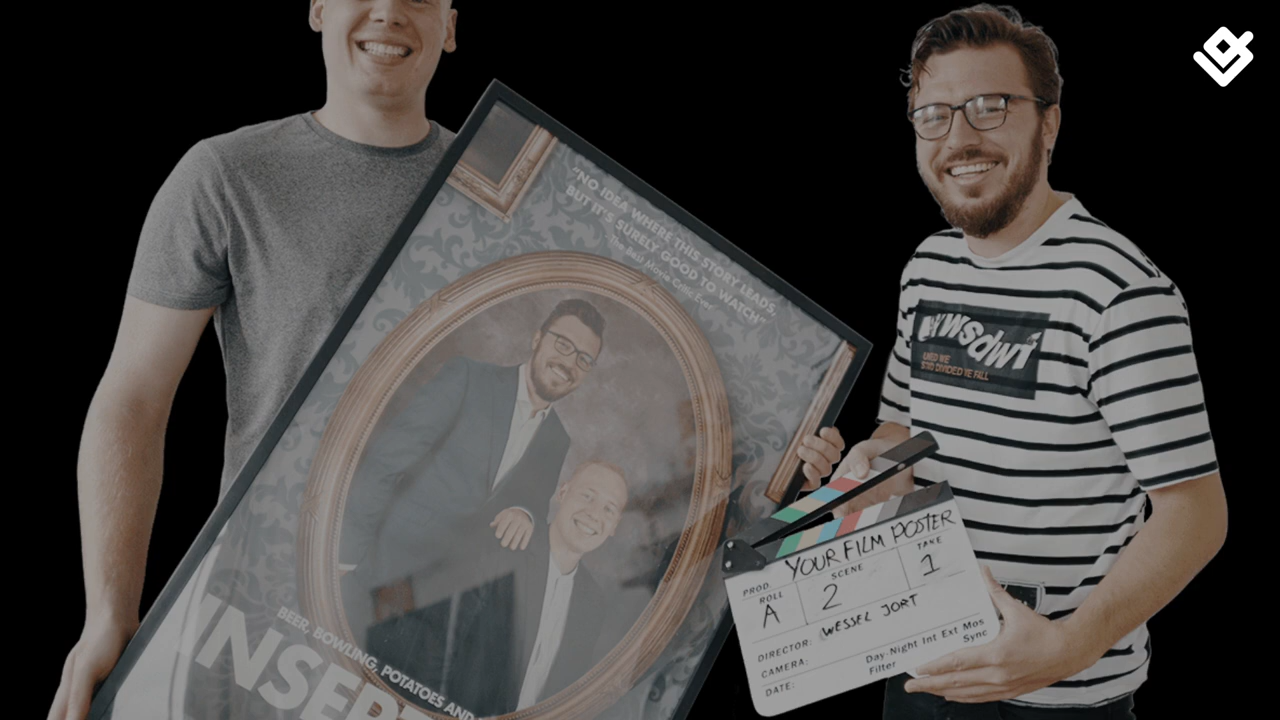 "NO IDEA WHERE THIS STORY LEADS,
BUT IT'S SURELY GOOD TO WATCH"
The Best Movie Critic Ever
BEER, BOWLING, POTATOES AND
INSERT
wwsdwf
UNITED WE
STAND DIVIDED WE FALL
PROD. YOUR FILM POSTER
ROLL SCENE TAKE
A 2 1
DIRECTOR: WESSEL JORT
CAMERA: Day-Night Int Ext Mos
Filter Sync
DATE: